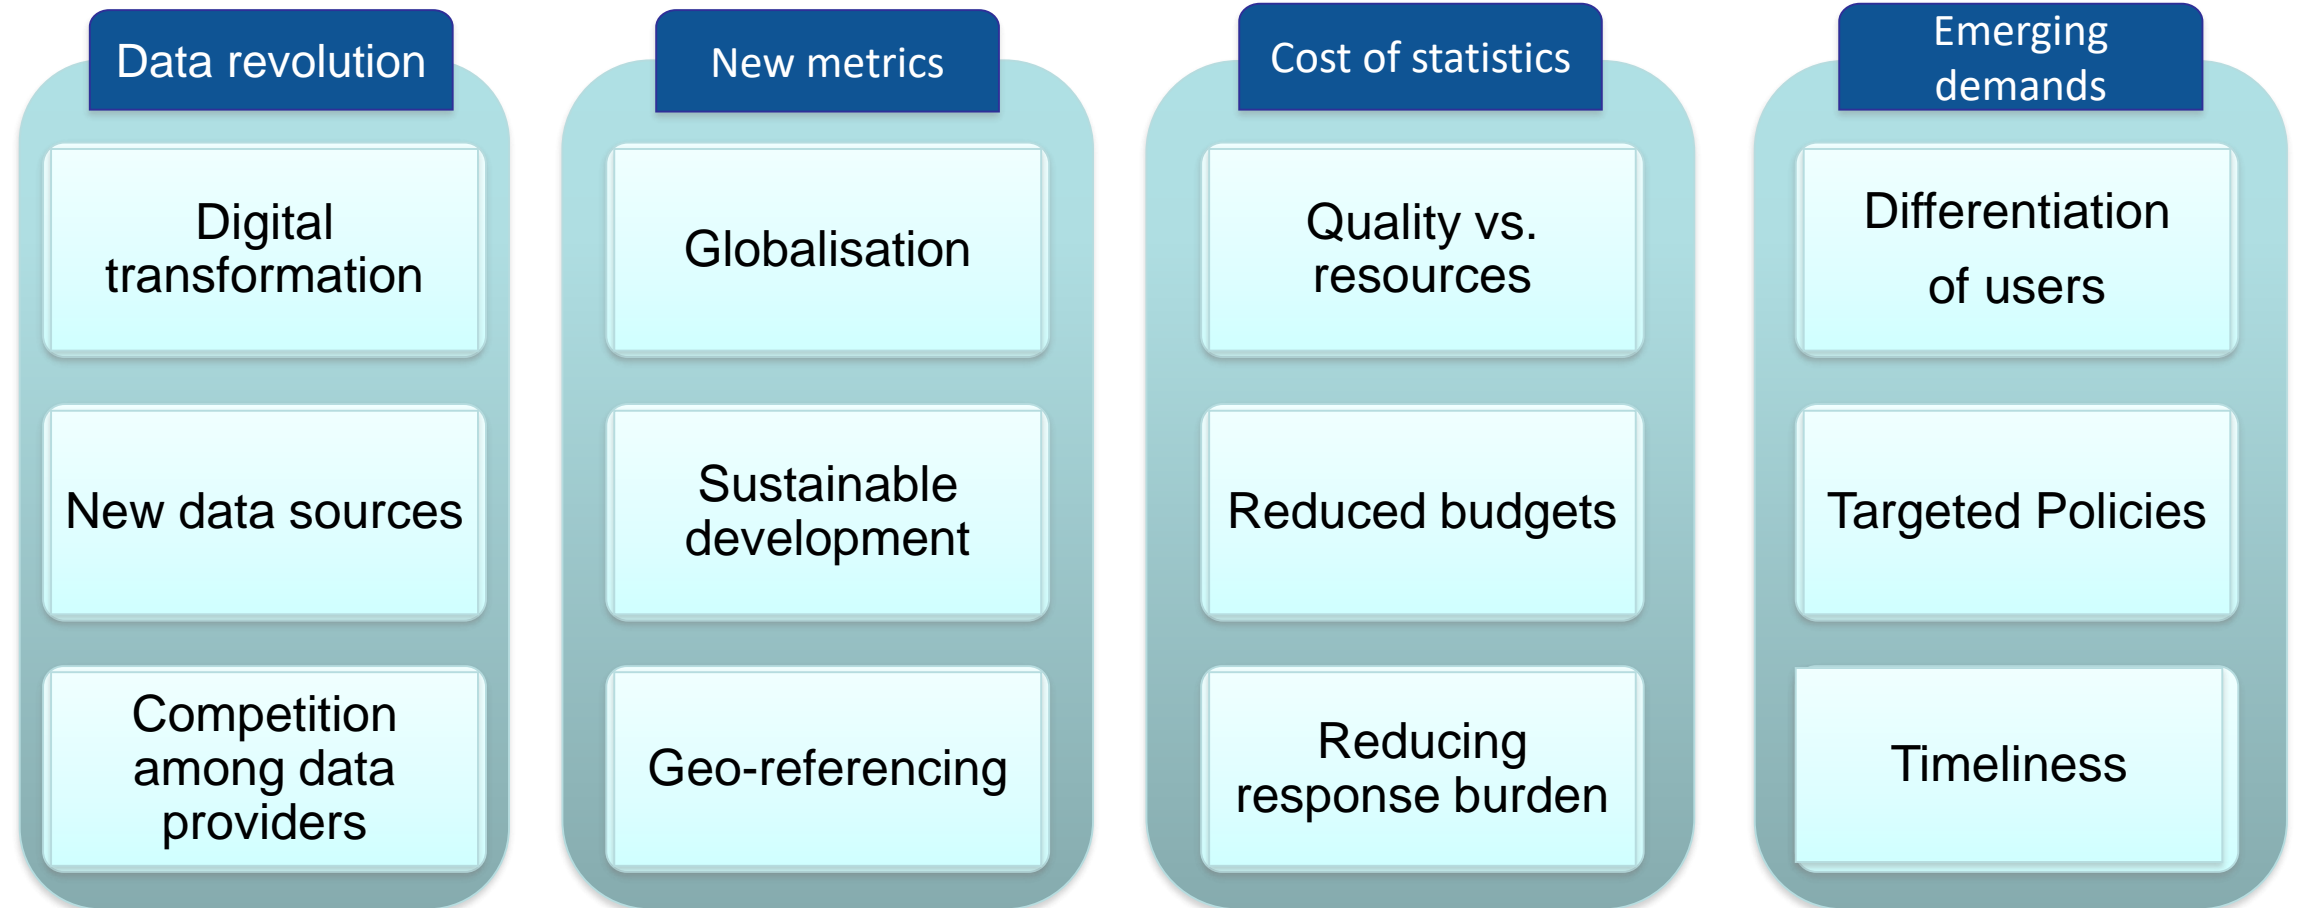 Data revolution
Digital
transformation
New data sources
Competition
among data
providers
New metrics
Globalisation
Sustainable
development
Geo-referencing
Cost of statistics
Quality vs.
resources
Reduced budgets
Reducing
response burden
Emerging
demands
Differentiation
of users
Targeted Policies
Timeliness